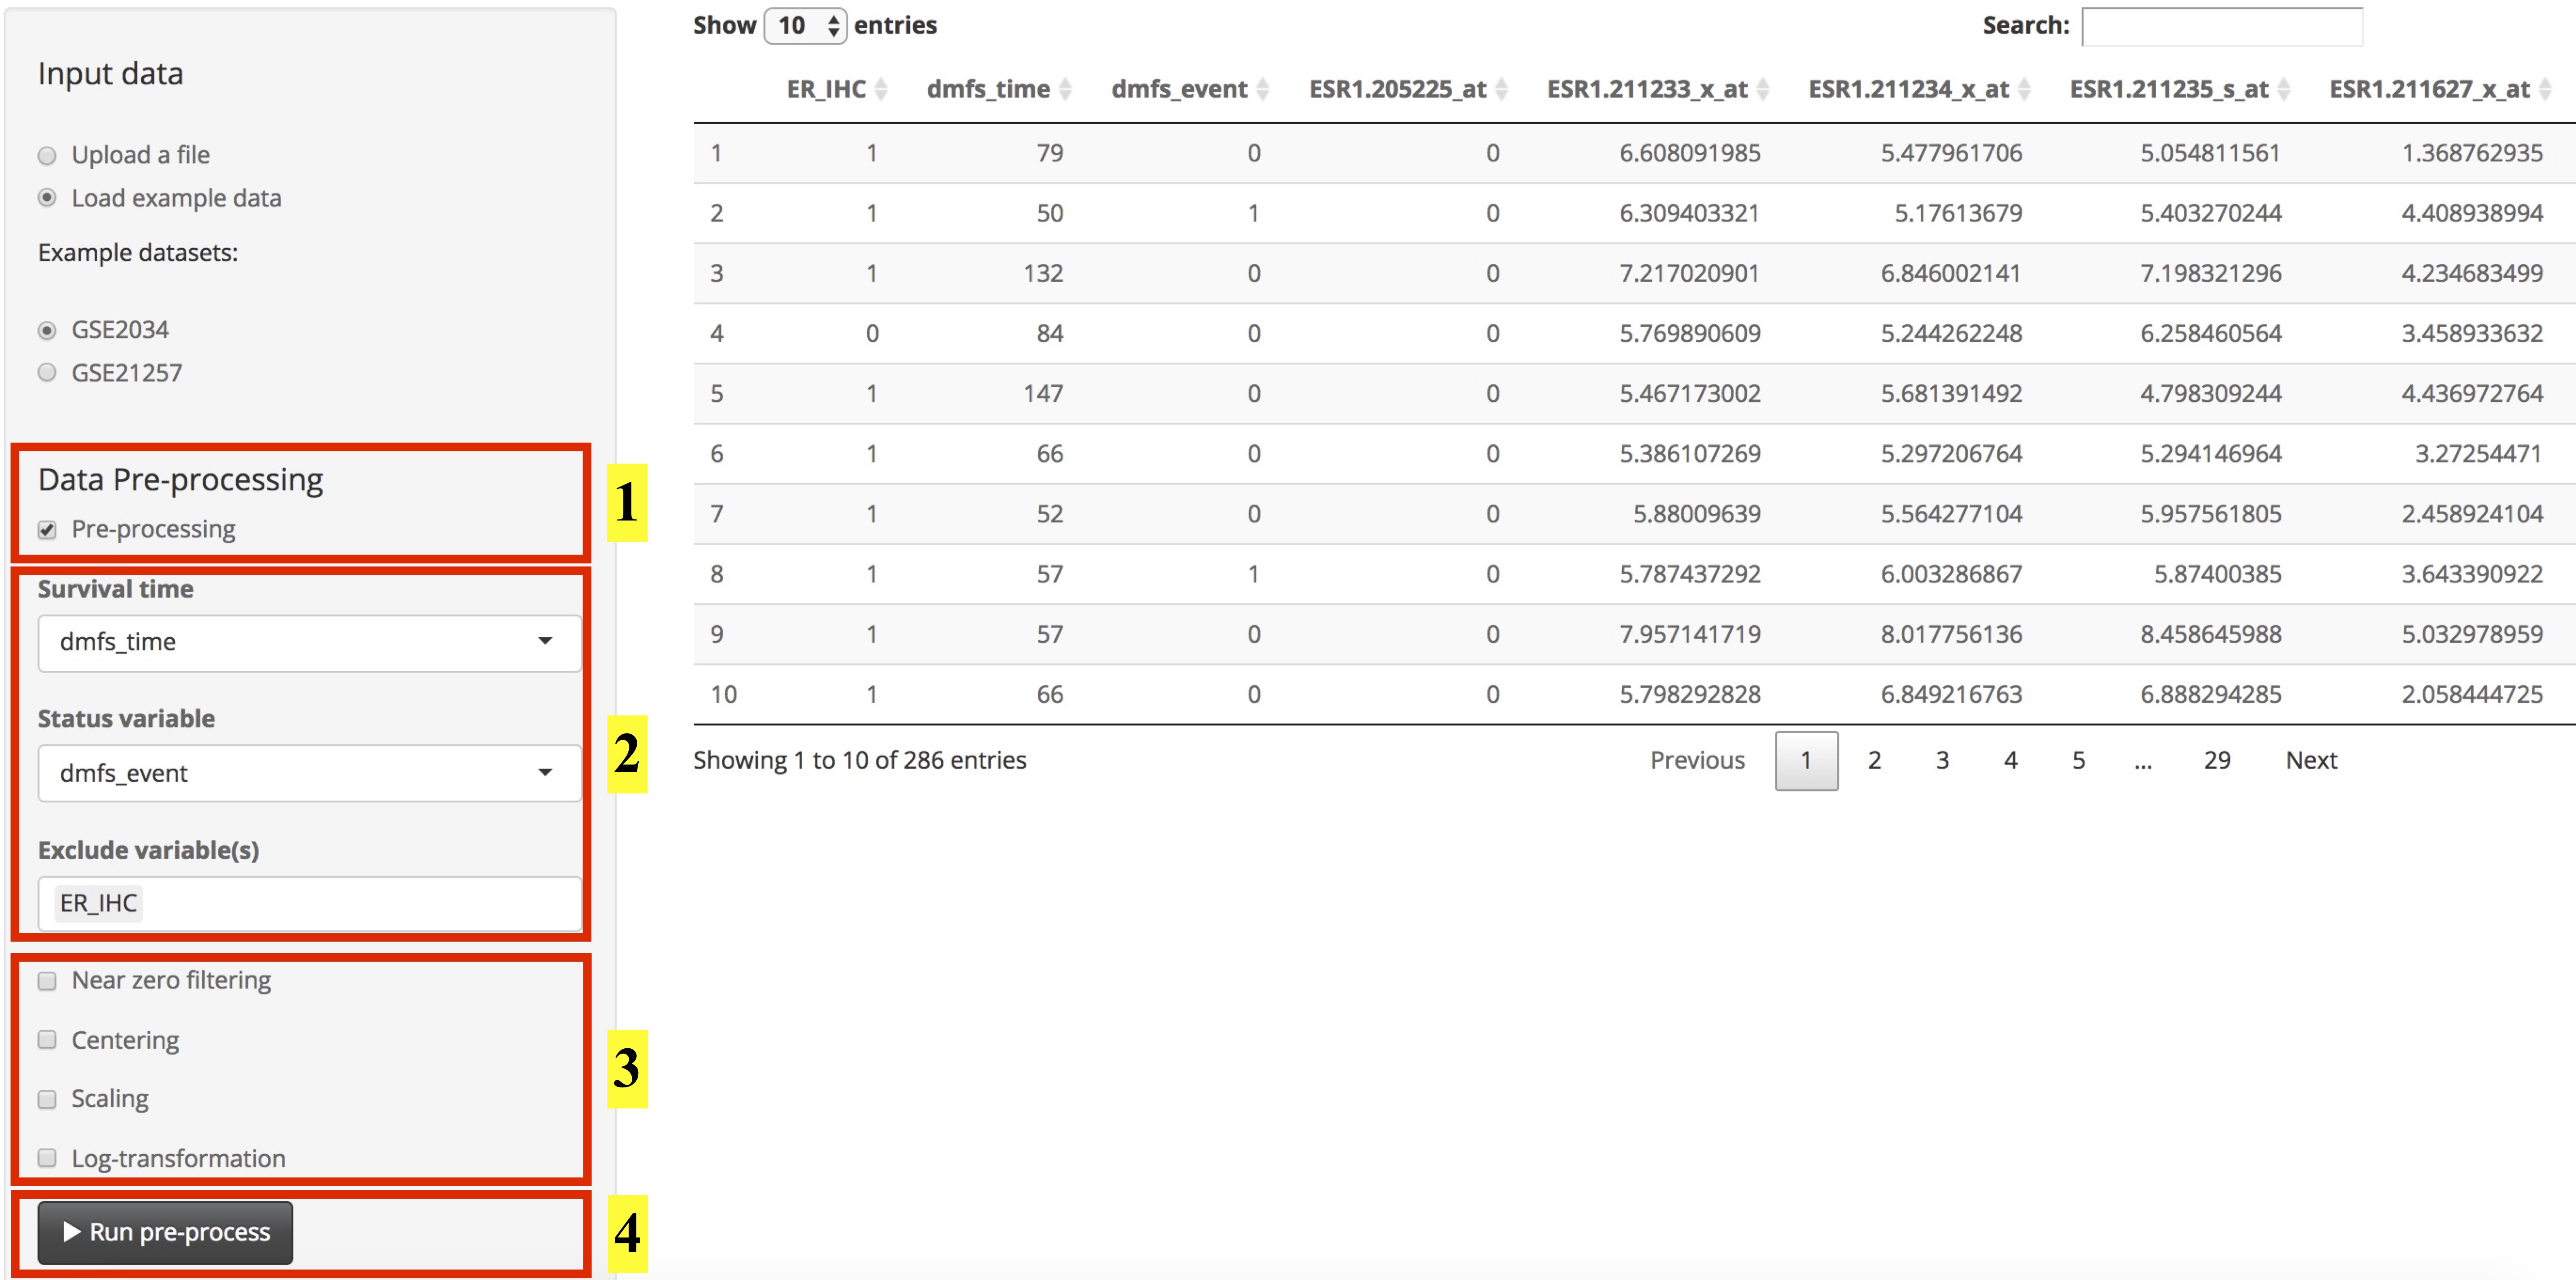 Input data
Upload a file
Load example data
Example datasets:
GSE2034
GSE21257
Data Pre-processing
Pre-processing
1
Survival time
dmfs_time
Status variable
dmfs_event
Exclude variable(s)
ER_IHC
2
Near zero filtering
Centering
Scaling
Log-transformation
3
Run pre-process
4
Show 10 entries Search:
ER_IHC dmfs_time dmfs_event ESR1.205225_at ESR1.211233_x_at ESR1.211234_x_at ESR1.211235_s_at ESR1.211627_x_at
1 1 79 0 0 6.608091985 5.477961706 5.054811561 1.368762935
2 1 50 1 0 6.309403321 5.17613679 5.403270244 4.408938994
3 1 132 0 0 7.217020901 6.846002141 7.198321296 4.234683499
4 0 84 0 0 5.769890609 5.244262248 6.258460564 3.458933632
5 1 147 0 0 5.467173002 5.681391492 4.798309244 4.436972764
6 1 66 0 0 5.386107269 5.297206764 5.294146964 3.27254471
7 1 52 0 0 5.88009639 5.564277104 5.957561805 2.458924104
8 1 57 1 0 5.787437292 6.003286867 5.87400385 3.643390922
9 1 57 0 0 7.957141719 8.017756136 8.458645988 5.032978959
10 1 66 0 0 5.798292828 6.849216763 6.888294285 2.058444725
Showing 1 to 10 of 286 entries Previous 1 2 3 4 5 ... 29 Next